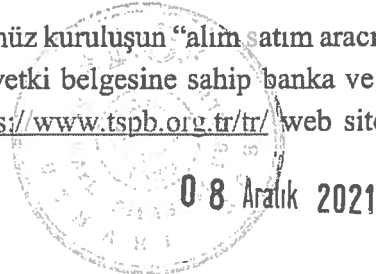 nüz kuruluşun “alım satım aracı
yetki belgesine sahip banka ve
s://www.tspb.org.tr/tr/ web site
08 Aralık 2021